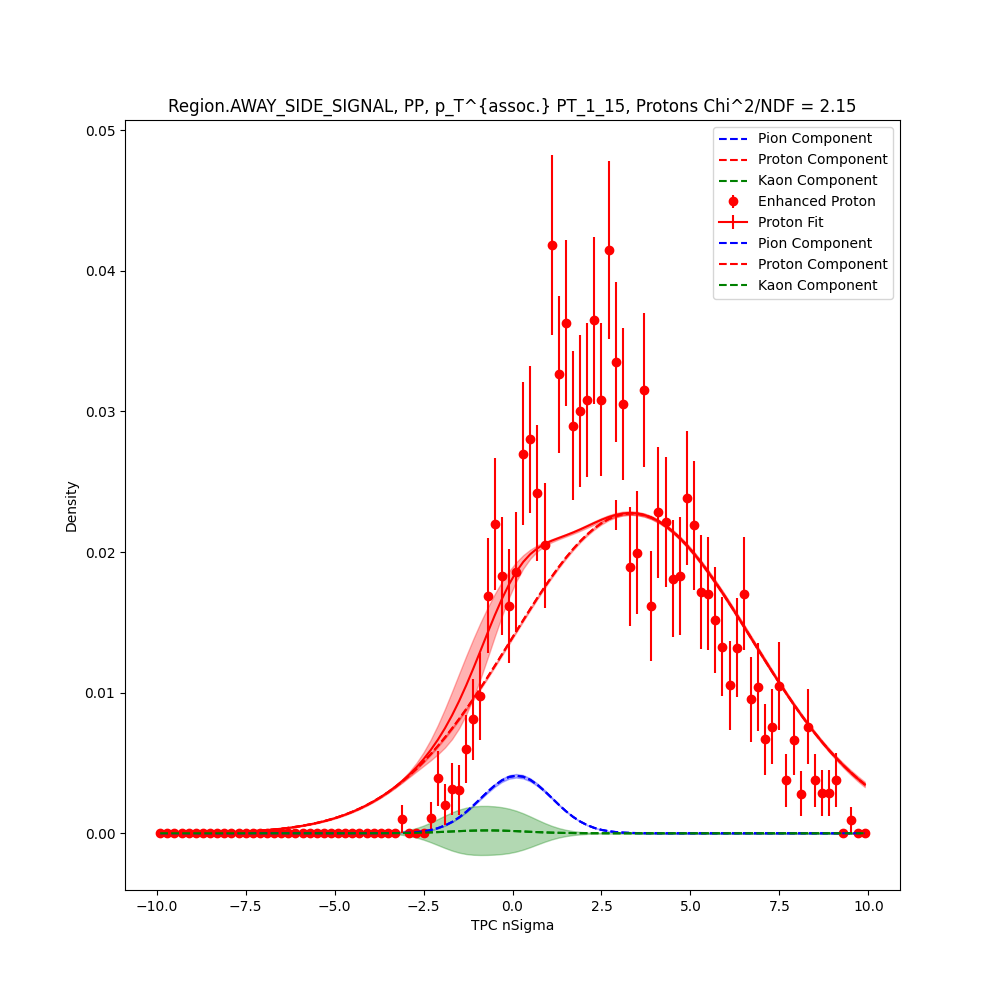 Region.AWAY_SIDE_SIGNAL, PP, p_T^{assoc.} PT_1_15, Protons Chi^2/NDF = 2.15
Pion Component
Proton Component
Kaon Component
Enhanced Proton
Proton Fit
Pion Component
Proton Component
Kaon Component
0.05
0.04
0.03
0.02
0.01
0.00
Density
−10.0 −7.5 −5.0 −2.5 0.0 2.5 5.0 7.5 10.0
TPC nSigma